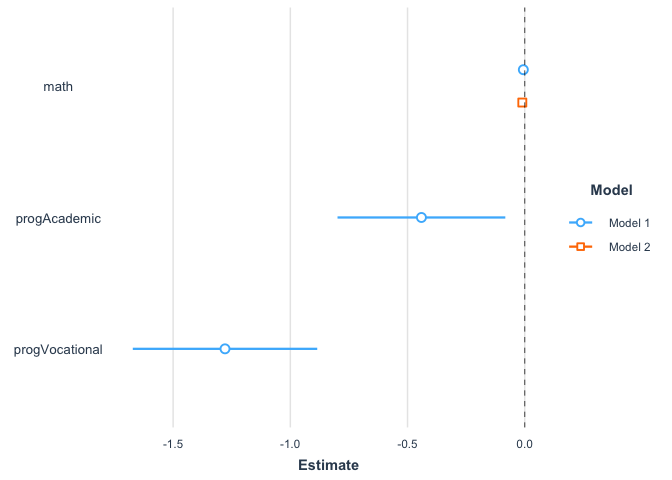 math
progAcademic
progVocational
Model
Model 1
Model 2
-1.5 -1.0 -0.5 0.0
Estimate